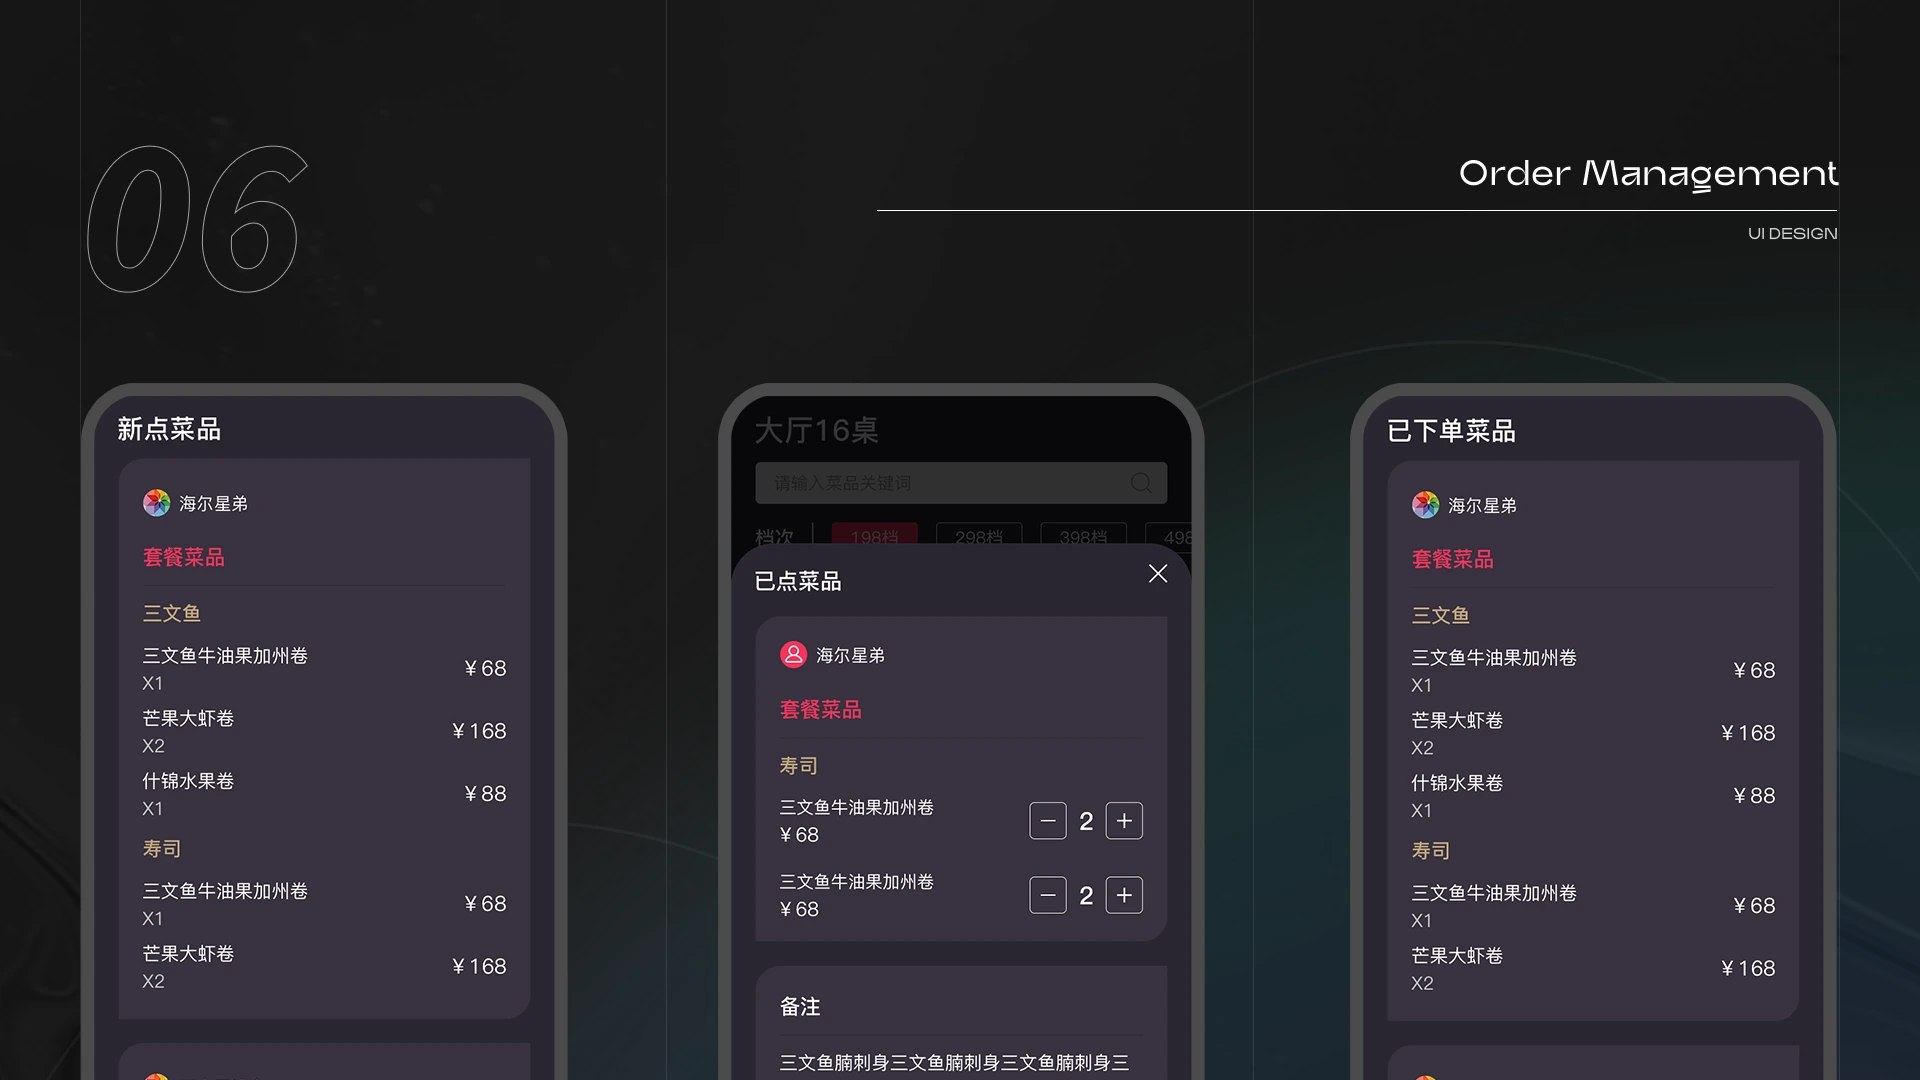 06
Order Management
UI DESIGN
新点菜品
海尔星弟
套餐菜品
三文鱼
三文鱼牛油果加州卷
X1
¥68
芒果大虾卷
X2
¥168
什锦水果卷
X1
¥88
寿司
三文鱼牛油果加州卷
X1
¥68
芒果大虾卷
X2
¥168
大厅16桌
请输入菜品关键词
档次 198档 298档 398档 498
已点菜品
海尔星弟
套餐菜品
寿司
三文鱼牛油果加州卷
¥68
2
三文鱼牛油果加州卷
¥68
2
备注
三文鱼腩刺身三文鱼腩刺身三文鱼腩刺身三
已下单菜品
海尔星弟
套餐菜品
三文鱼
三文鱼牛油果加州卷
X1
¥68
芒果大虾卷
X2
¥168
什锦水果卷
X1
¥88
寿司
三文鱼牛油果加州卷
X1
¥68
芒果大虾卷
X2
¥168